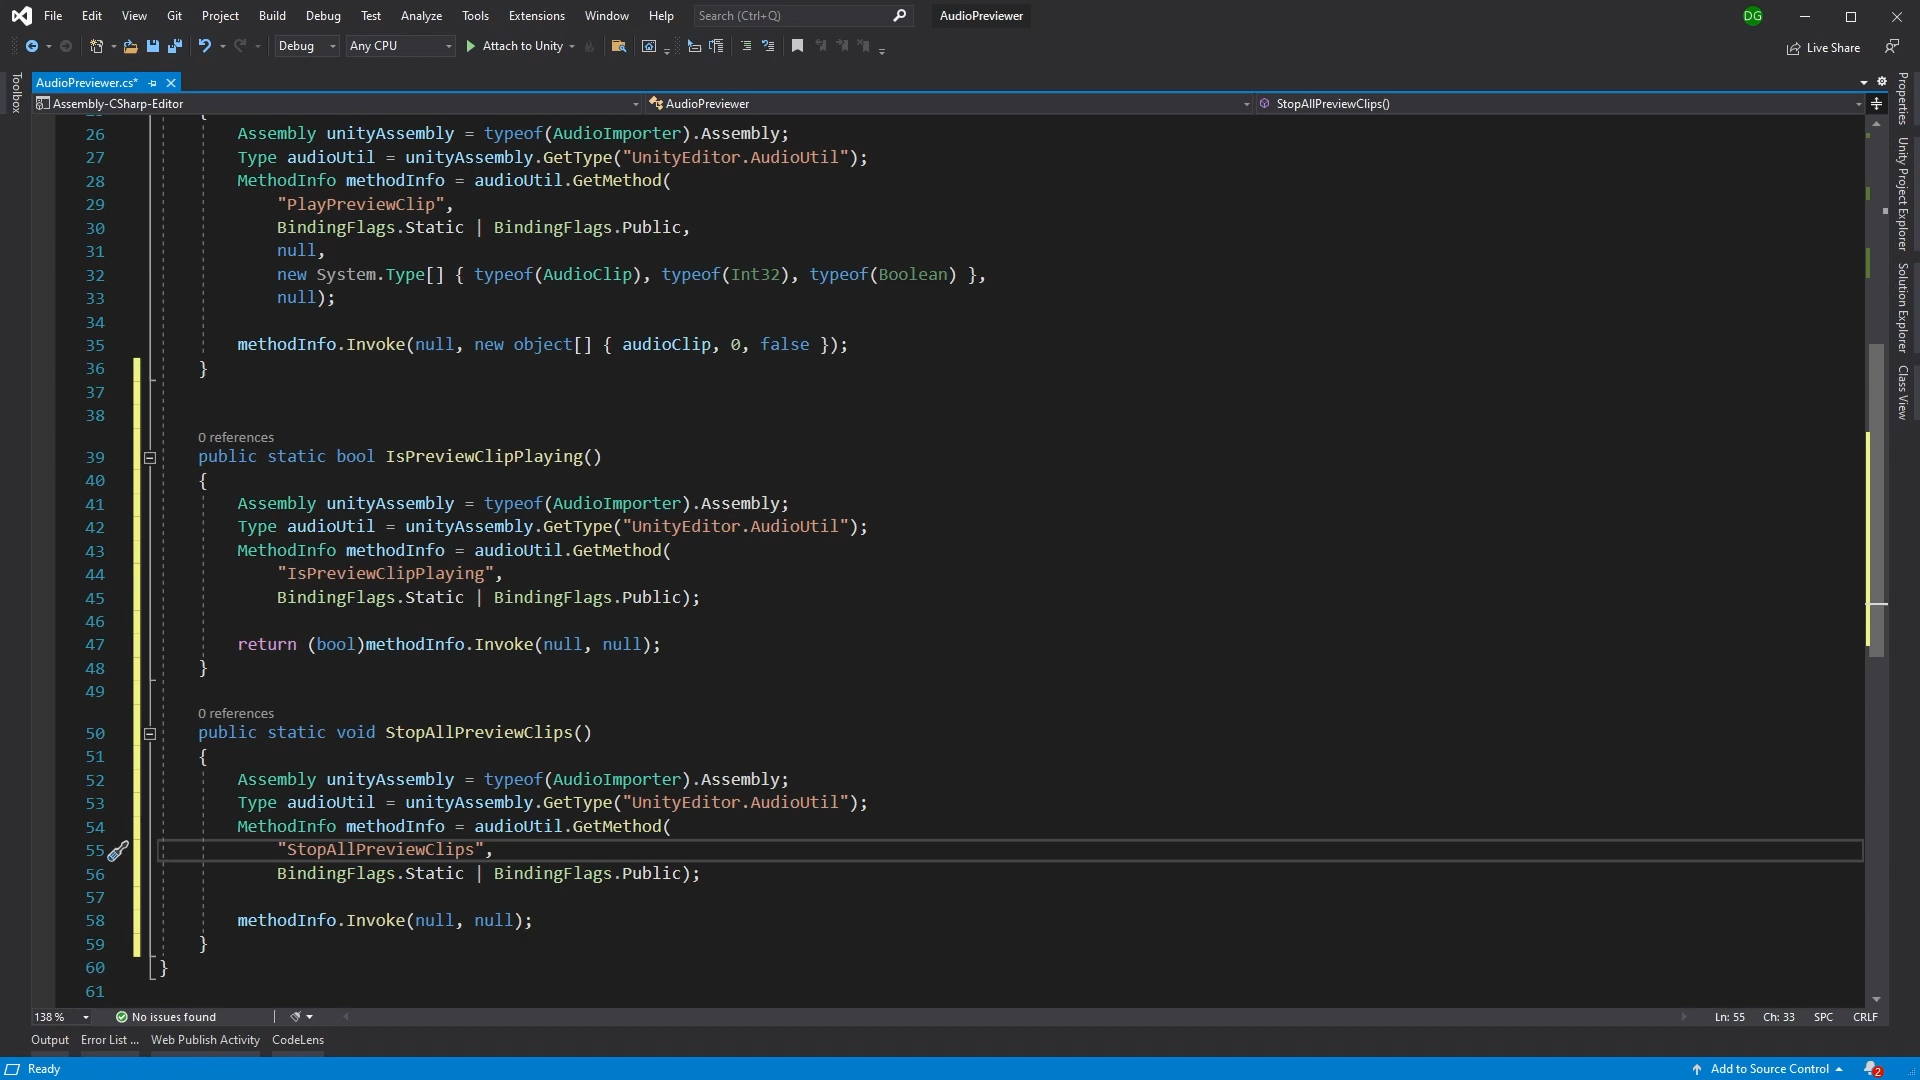 File Edit View Git Project Build Debug Test Analyze Tools Extensions Window Help Search (Ctrl+Q) AudioPreviewer DG
Debug Any CPU Attach to Unity Live Share
Toolbox
AudioPreviewer.cs*
Assembly-CSharp-Editor AudioPreviewer StopAllPreviewClips()
26 Assembly unityAssembly = typeof(AudioImporter).Assembly;
27 Type audioUtil = unityAssembly.GetType("UnityEditor.AudioUtil");
28 MethodInfo methodInfo = audioUtil.GetMethod(
29 "PlayPreviewClip",
30 BindingFlags.Static | BindingFlags.Public,
31 null,
32 new System.Type[] { typeof(AudioClip), typeof(Int32), typeof(Boolean) },
33 null);
34
35 methodInfo.Invoke(null, new object[] { audioClip, 0, false });
36 }
37
38
0 references
39 public static bool IsPreviewClipPlaying()
40 {
41 Assembly unityAssembly = typeof(AudioImporter).Assembly;
42 Type audioUtil = unityAssembly.GetType("UnityEditor.AudioUtil");
43 MethodInfo methodInfo = audioUtil.GetMethod(
44 "IsPreviewClipPlaying",
45 BindingFlags.Static | BindingFlags.Public);
46
47 return (bool)methodInfo.Invoke(null, null);
48 }
49
0 references
50 public static void StopAllPreviewClips()
51 {
52 Assembly unityAssembly = typeof(AudioImporter).Assembly;
53 Type audioUtil = unityAssembly.GetType("UnityEditor.AudioUtil");
54 MethodInfo methodInfo = audioUtil.GetMethod(
55 "StopAllPreviewClips",
56 BindingFlags.Static | BindingFlags.Public);
57
58 methodInfo.Invoke(null, null);
59 }
60 }
61
Properties
Unity Project Explorer
Solution Explorer
Class View
138 % No issues found Ln: 55 Ch: 33 SPC CRLF
Output Error List ... Web Publish Activity CodeLens
Ready Add to Source Control 2